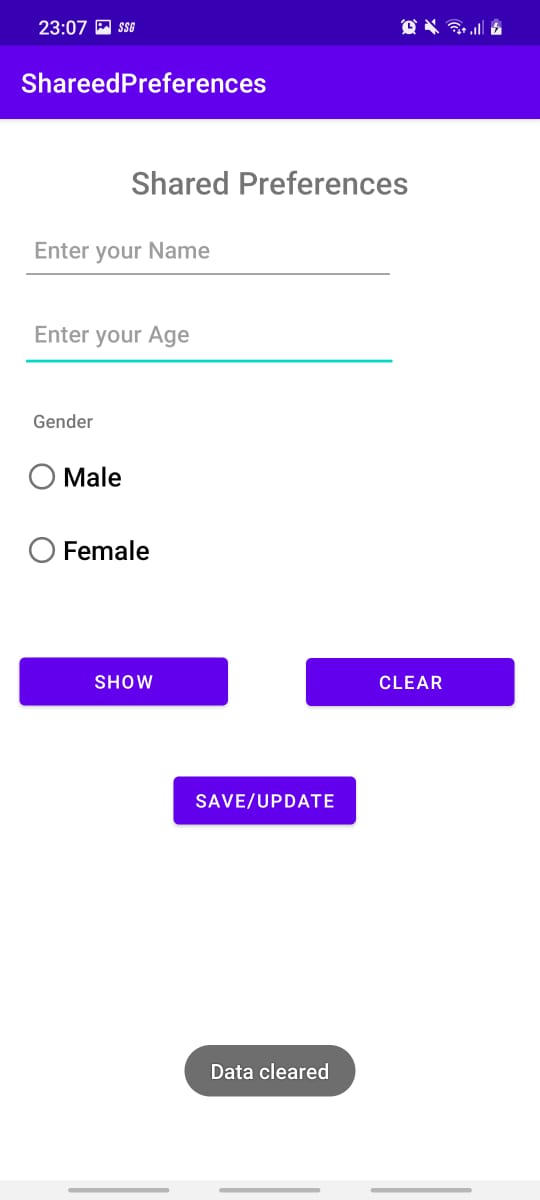 23:07 SSG
ShareedPreferences
Shared Preferences
Enter your Name
Enter your Age
Gender
Male
Female
SHOW CLEAR
SAVE/UPDATE
Data cleared